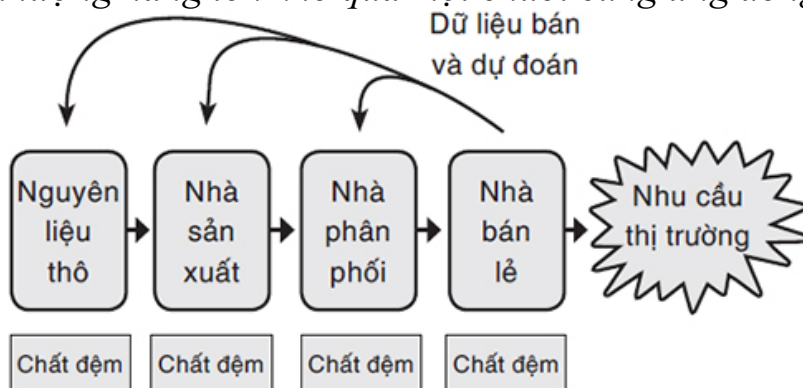 Dữ liệu bán
và dự đoán
Nguyên
liệu
thô
Nhà
sản
xuất
Nhà
phân
phối
Nhà
bán
lẻ
Nhu cầu
thị trường
Chất đệm
Chất đệm
Chất đệm
Chất đệm